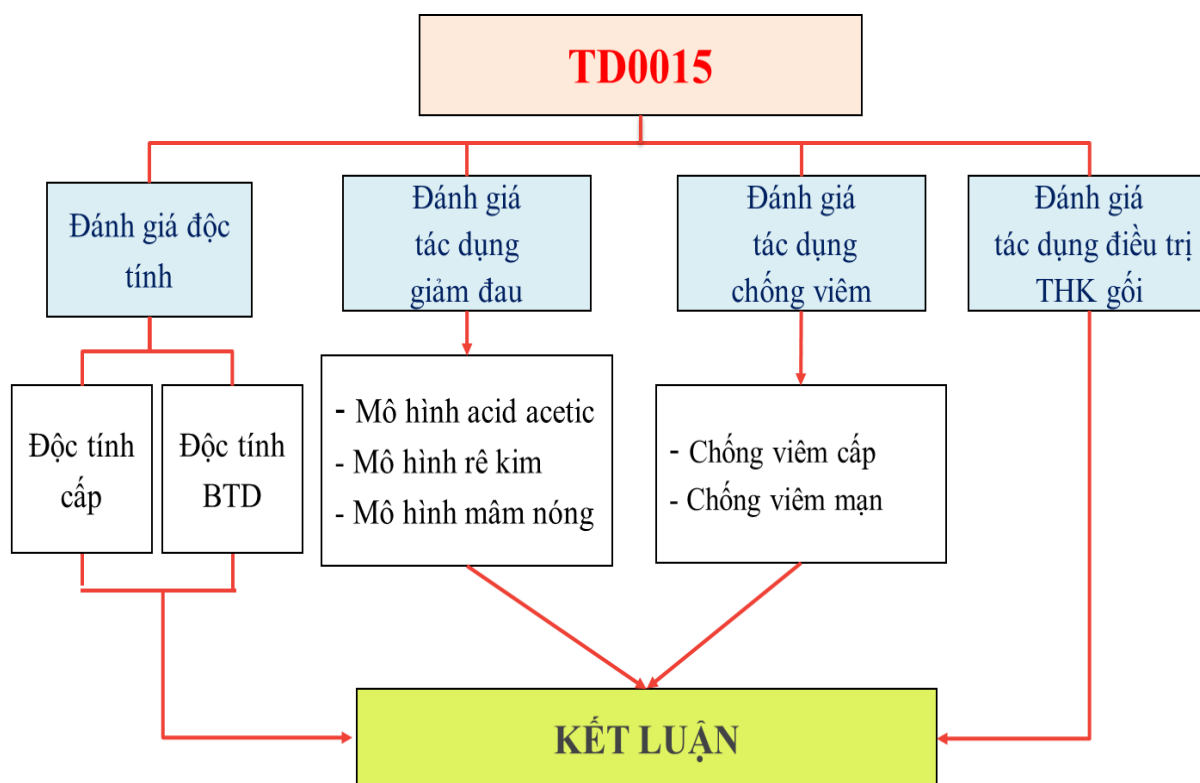 TD0015
Đánh giá độc
tính
Đánh giá
tác dụng
giảm đau
Đánh giá
tác dụng
chống viêm
Đánh giá
tác dụng điều trị
THK gối
Độc tính
cấp
Độc tính
BTD
- Mô hình acid acetic
- Mô hình rê kim
- Mô hình mâm nóng
- Chống viêm cấp
- Chống viêm mạn
KẾT LUẬN